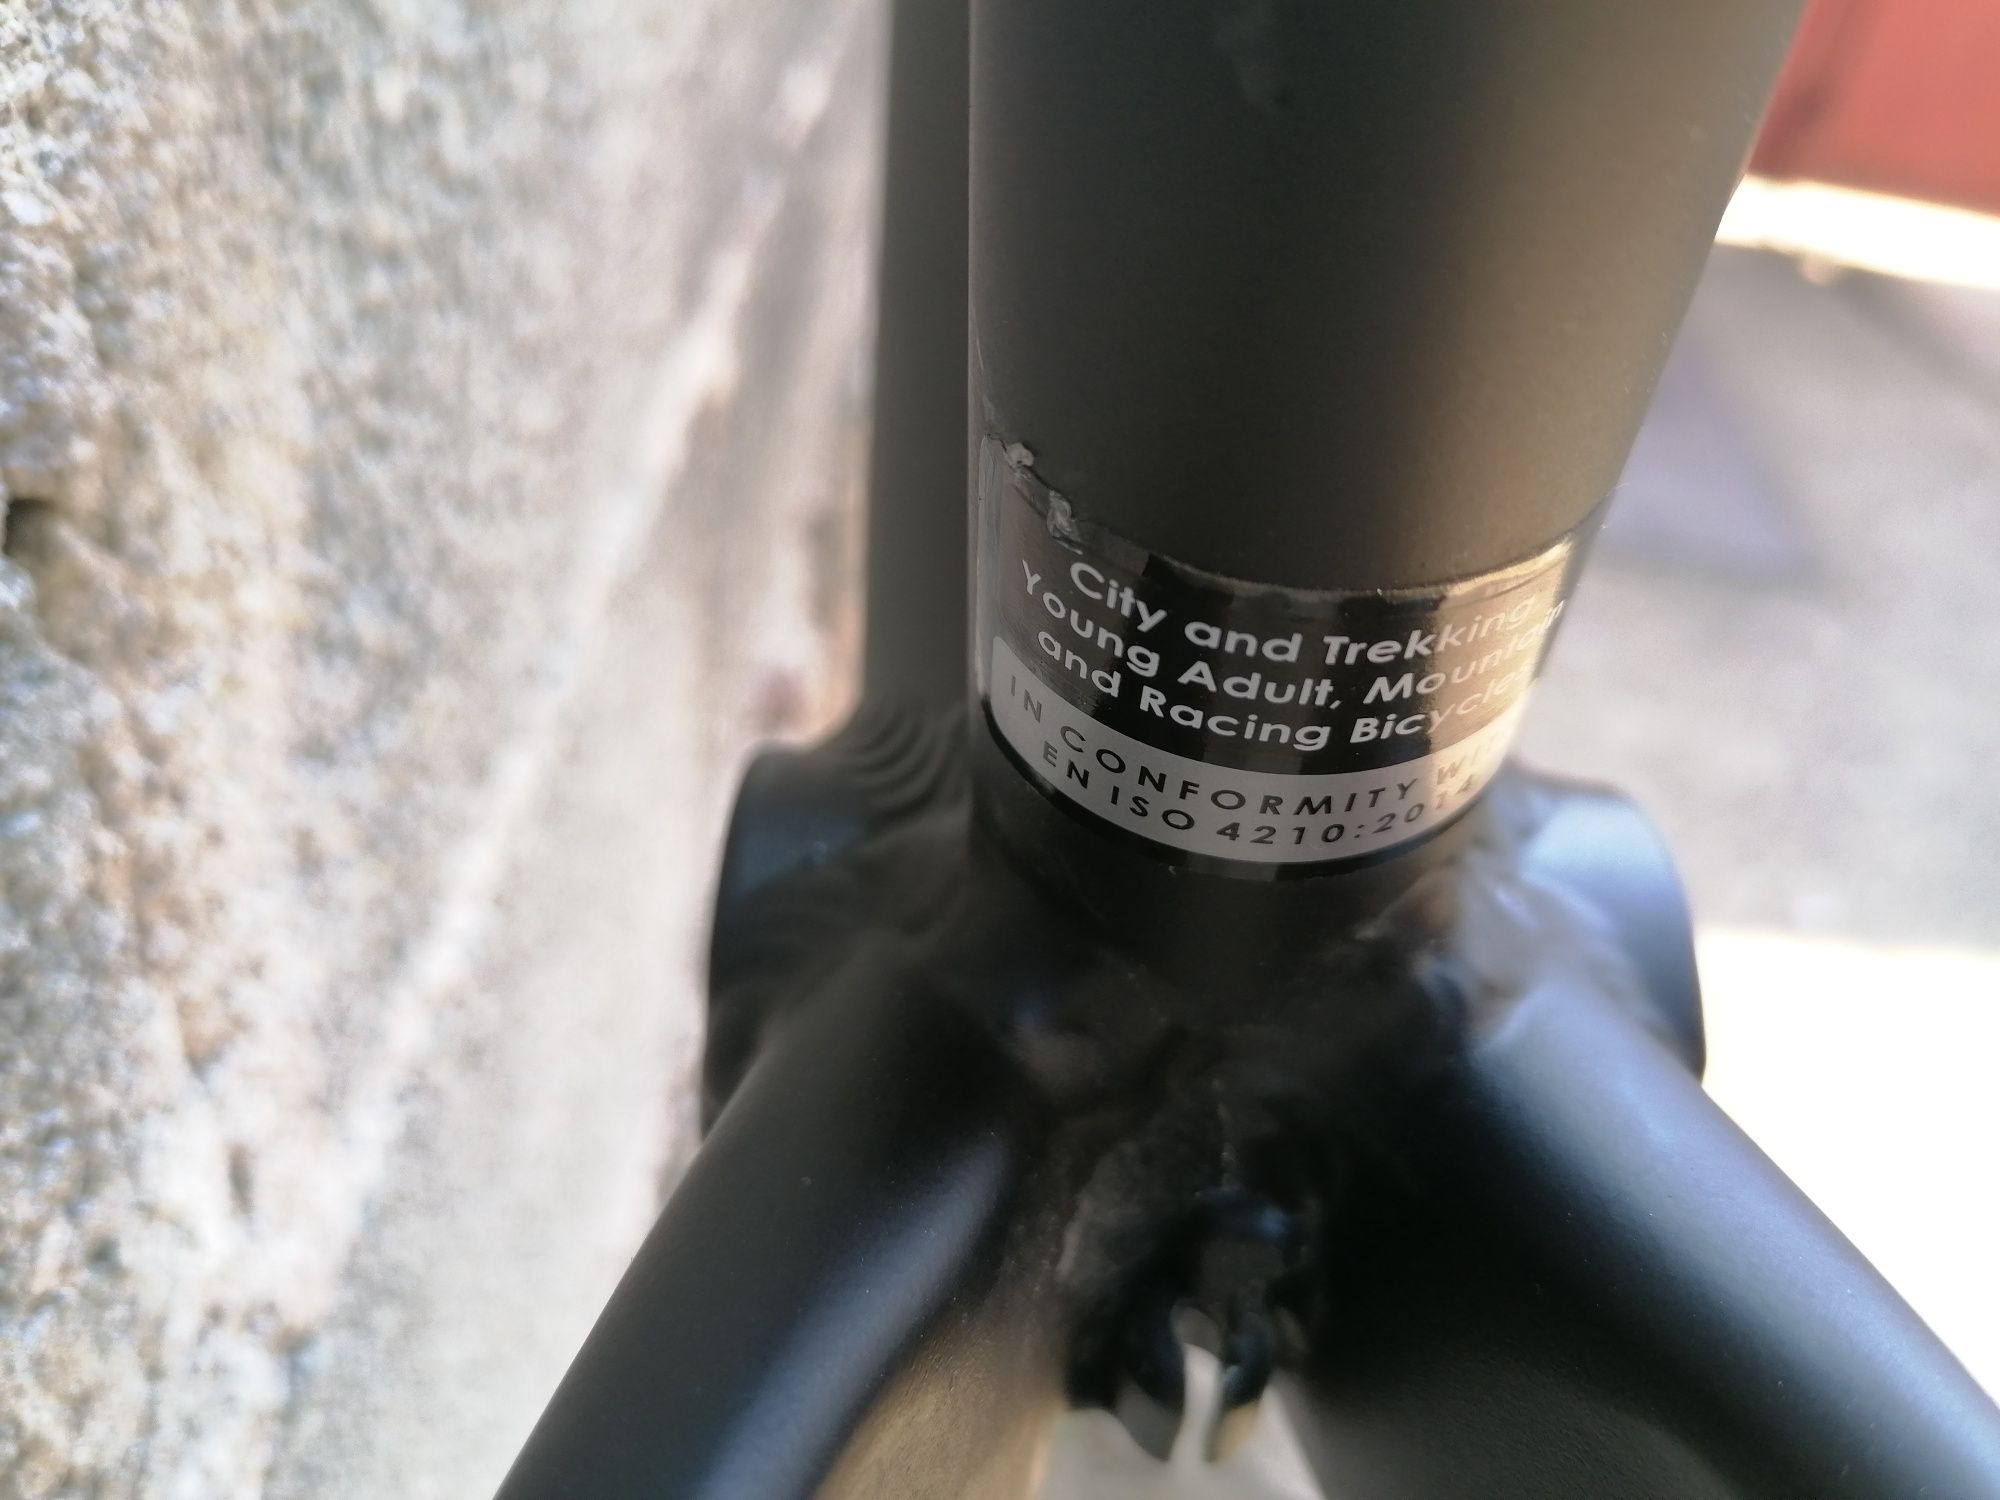 City and Trekking,
Young Adult, Mountain
and Racing Bicycles
IN CONFORMITY WITH
EN ISO 4210:2014